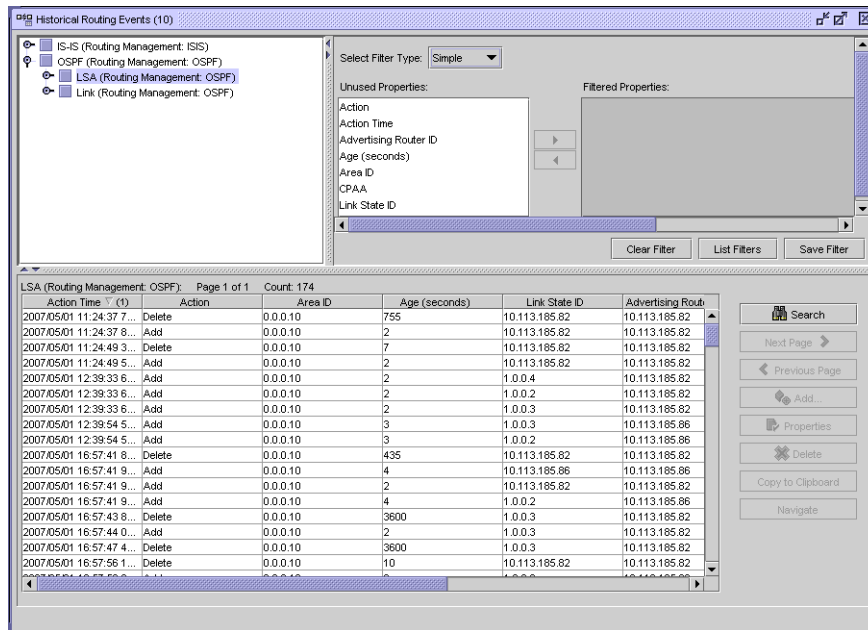 Historical Routing Events (10)
IS-IS (Routing Management: ISIS)
OSPF (Routing Management: OSPF)
LSA (Routing Management: OSPF)
Link (Routing Management: OSPF)
Select Filter Type: Simple
Unused Properties: Filtered Properties:
Action
Action Time
Advertising Router ID
Age (seconds)
Area ID
CPAA
Link State ID
Clear Filter List Filters Save Filter
LSA (Routing Management: OSPF): Page 1 of 1 Count: 174
Action Time (1) Action Area ID Age (seconds) Link State ID Advertising Route
2007/05/01 11:24:37 7... Delete 0.0.0.10 755 10.113.185.82 10.113.185.82
2007/05/01 11:24:37 8... Add 0.0.0.10 2 10.113.185.82 10.113.185.82
2007/05/01 11:24:49 3... Delete 0.0.0.10 7 10.113.185.82 10.113.185.82
2007/05/01 11:24:49 5... Add 0.0.0.10 2 10.113.185.82 10.113.185.82
2007/05/01 12:39:33 6... Add 0.0.0.10 2 1.0.0.4 10.113.185.82
2007/05/01 12:39:33 6... Add 0.0.0.10 2 1.0.0.2 10.113.185.82
2007/05/01 12:39:33 6... Add 0.0.0.10 2 1.0.0.3 10.113.185.82
2007/05/01 12:39:54 5... Add 0.0.0.10 3 1.0.0.3 10.113.185.86
2007/05/01 12:39:54 5... Add 0.0.0.10 3 1.0.0.2 10.113.185.86
2007/05/01 16:57:41 8... Delete 0.0.0.10 435 10.113.185.82 10.113.185.82
2007/05/01 16:57:41 9... Add 0.0.0.10 4 10.113.185.86 10.113.185.86
2007/05/01 16:57:41 9... Add 0.0.0.10 2 10.113.185.82 10.113.185.82
2007/05/01 16:57:41 9... Add 0.0.0.10 4 1.0.0.2 10.113.185.86
2007/05/01 16:57:43 8... Delete 0.0.0.10 3600 1.0.0.3 10.113.185.82
2007/05/01 16:57:44 0... Add 0.0.0.10 2 1.0.0.3 10.113.185.82
2007/05/01 16:57:47 4... Delete 0.0.0.10 3600 1.0.0.3 10.113.185.82
2007/05/01 16:57:56 1... Delete 0.0.0.10 10 10.113.185.82 10.113.185.82
Search
Next Page
Previous Page
Add...
Properties
Delete
Copy to Clipboard
Navigate